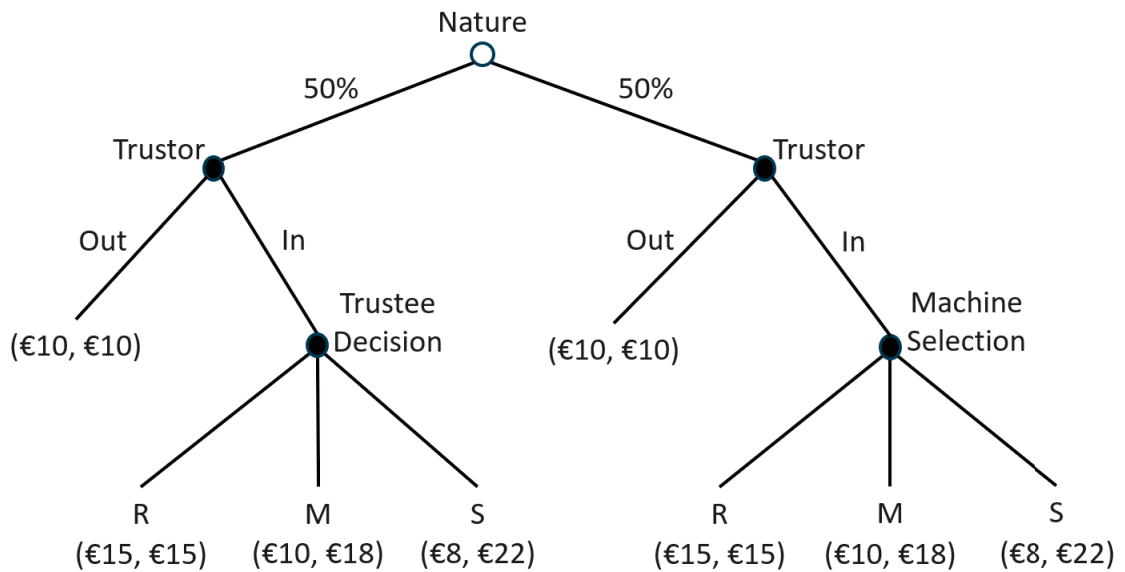 Nature
50%
50%
Trustor
Trustor
Out
In
Out
In
Trustee
Decision
Machine
Selection
(€10, €10)
(€10, €10)
R
M
S
R
M
S
(€15, €15)
(€10, €18)
(€8, €22)
(€15, €15)
(€10, €18)
(€8, €22)